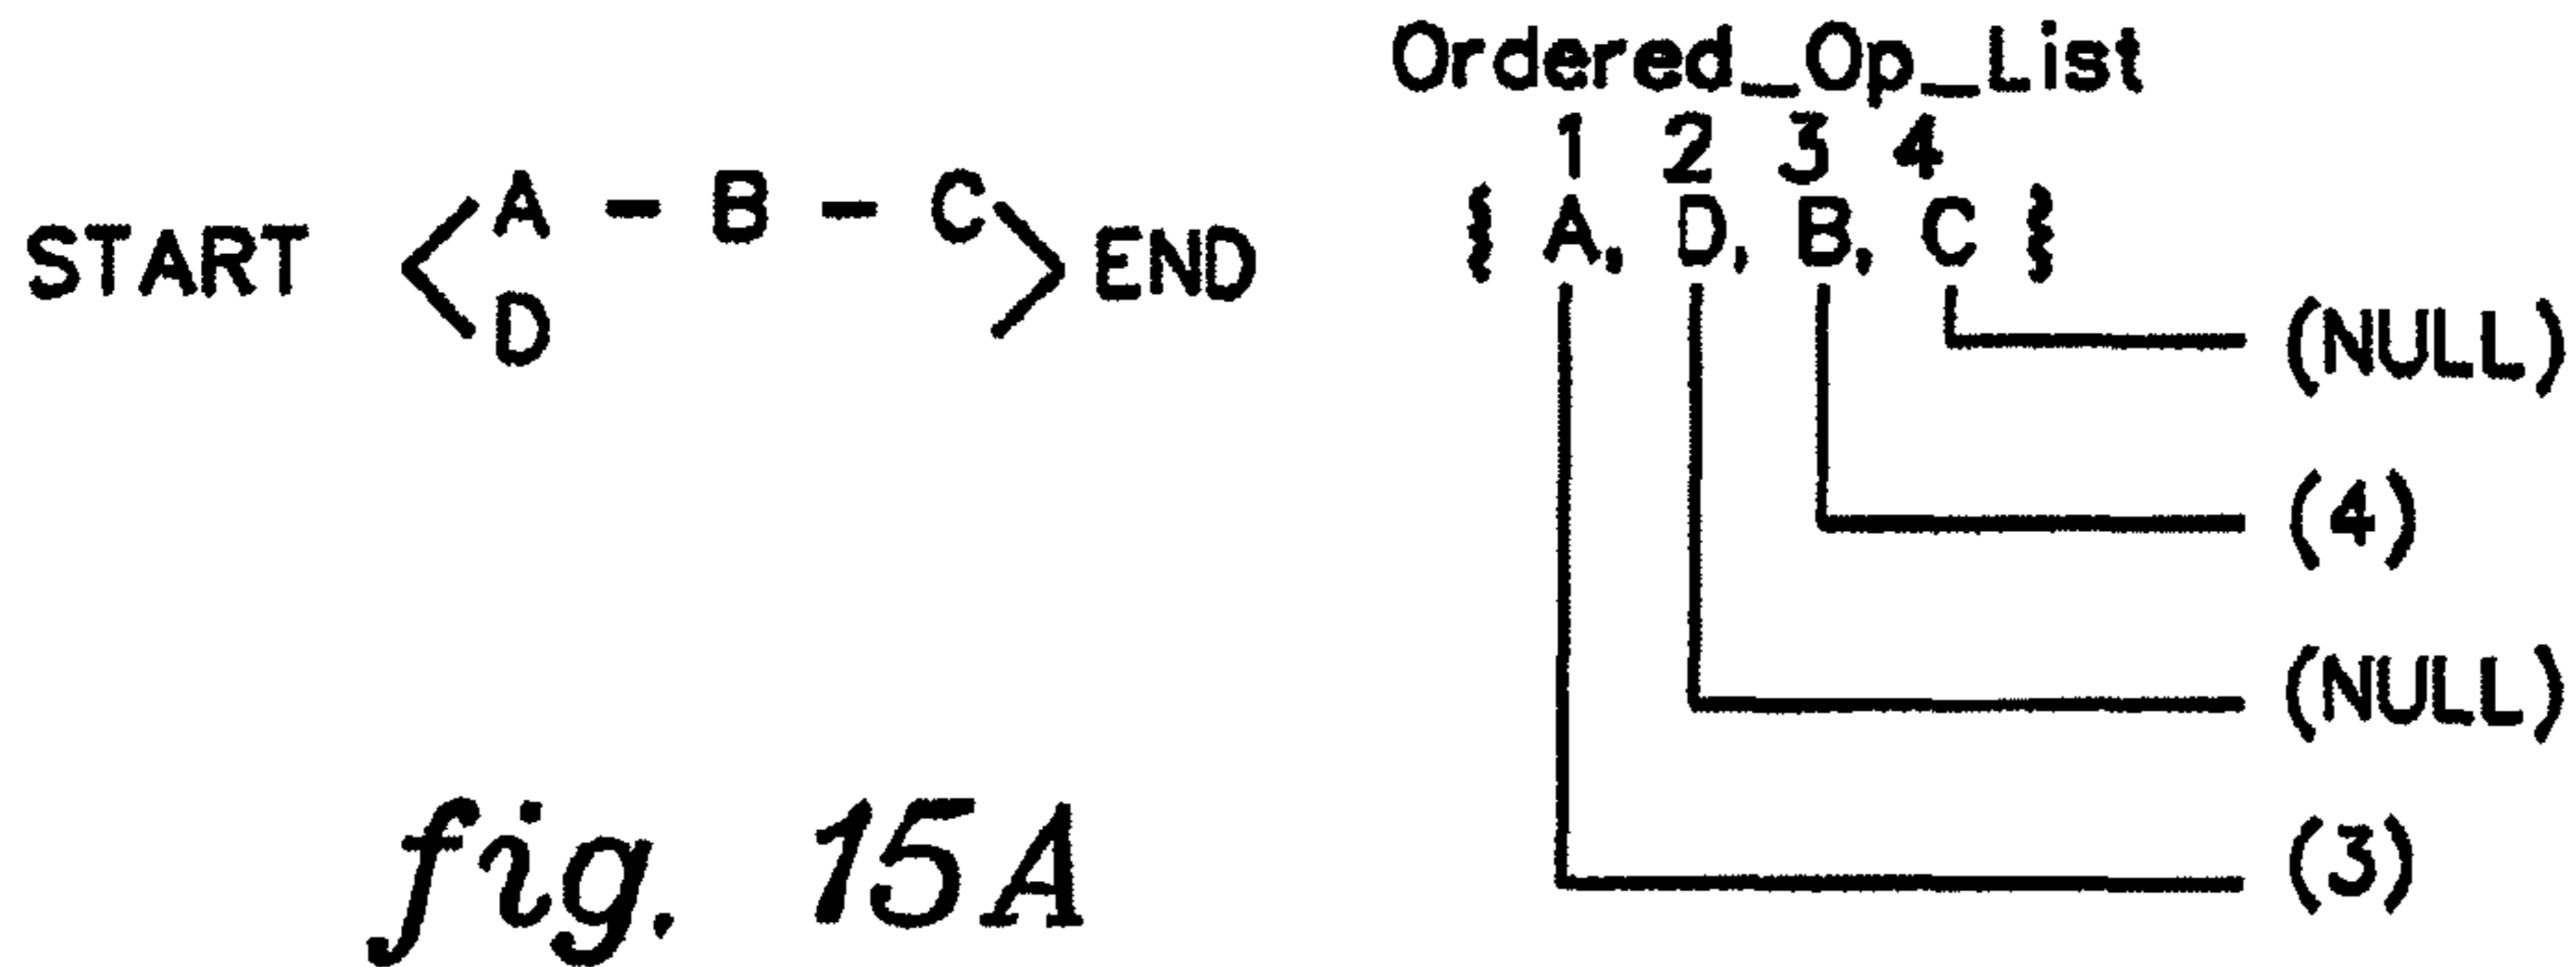 Ordered_Op_List
1 2 3 4
START A - B - C END { A, D, B, C }
D
(NULL)
(4)
(NULL)
(3)
fig. 15A